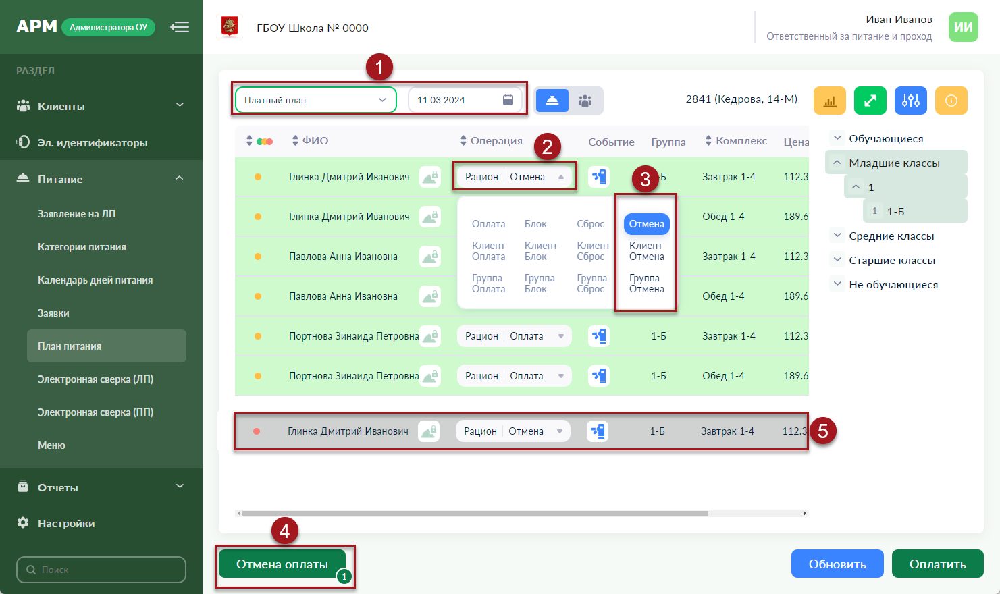 АРМ Администратора ОУ
ГБОУ Школа № 0000
Иван Иванов
Ответственный за питание и проход
ИИ
РАЗДЕЛ
Клиенты
Эл. идентификаторы
Питание
Заявление на ЛП
Категории питания
Календарь дней питания
Заявки
План питания
Электронная сверка (ЛП)
Электронная сверка (ПП)
Меню
Отчеты
Настройки
Поиск
1
Платный план 11.03.2024
2841 (Кедрова, 14-М)
ФИО Операция 2 Событие Группа Комплекс Цена
Глинка Дмитрий Иванович Рацион Отмена 3 -Б Завтрак 1-4 112.3
Глинка Дмитрий Иванович Обед 1-4 189.6
Павлова Анна Ивановна Завтрак 1-4 112.3
Павлова Анна Ивановна Обед 1-4 189.6
Оплата Блок Сброс Отмена
Клиент Клиент Клиент Клиент
Оплата Блок Сброс Отмена
Группа Группа Группа Группа
Оплата Блок Сброс Отмена
Портнова Зинаида Петровна Рацион Оплата 1-Б Завтрак 1-4 112.3
Портнова Зинаида Петровна Рацион Оплата 1-Б Обед 1-4 189.6
Глинка Дмитрий Иванович Рацион Отмена 1-Б Завтрак 1-4 112.3
5
Обучающиеся
Младшие классы
1
1 1-Б
Средние классы
Старшие классы
Не обучающиеся
4
Отмена оплаты 1
Обновить
Оплатить